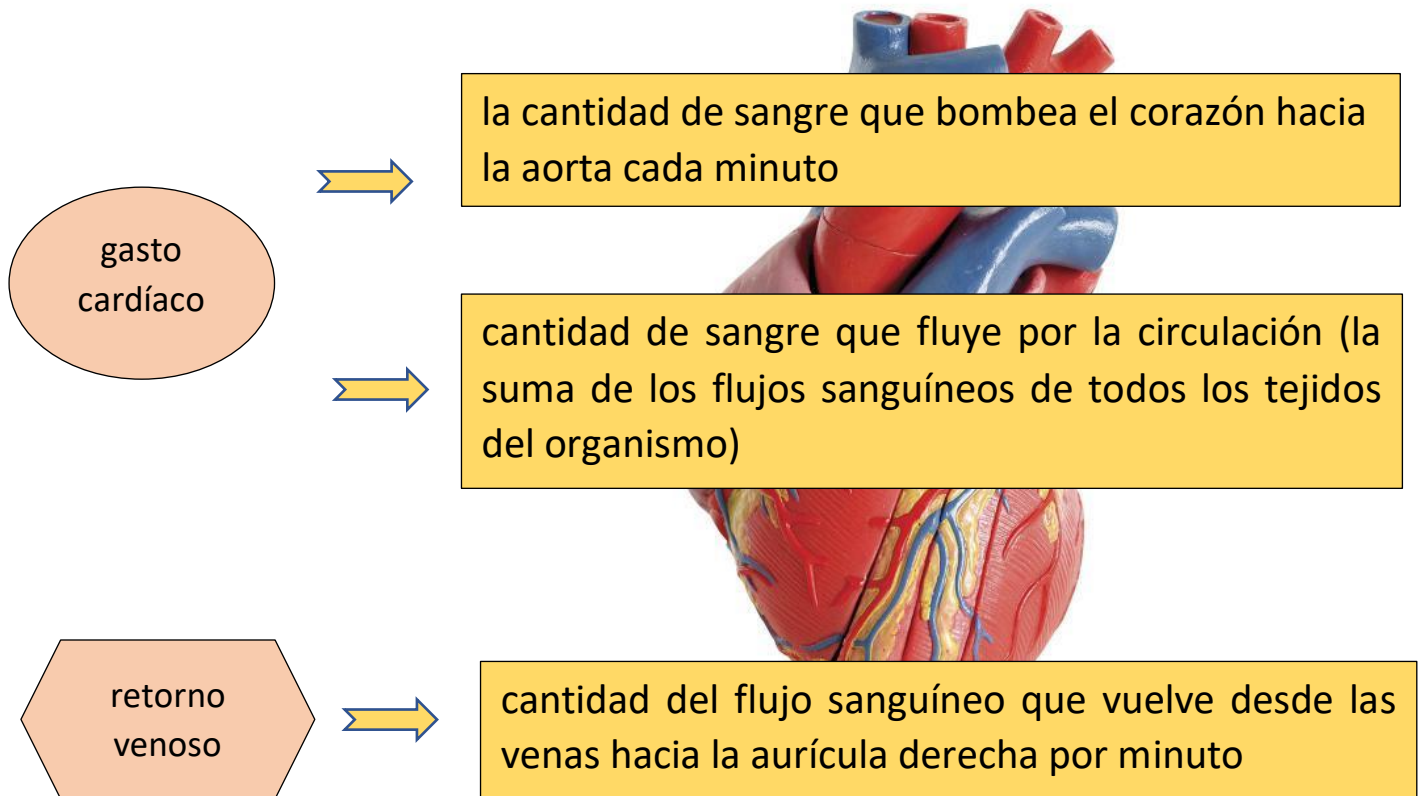 gasto
cardíaco
la cantidad de sangre que bombea el corazón hacia
la aorta cada minuto
cantidad de sangre que fluye por la circulación (la
suma de los flujos sanguíneos de todos los tejidos
del organismo)
retorno
venoso
cantidad del flujo sanguíneo que vuelve desde las
venas hacia la aurícula derecha por minuto